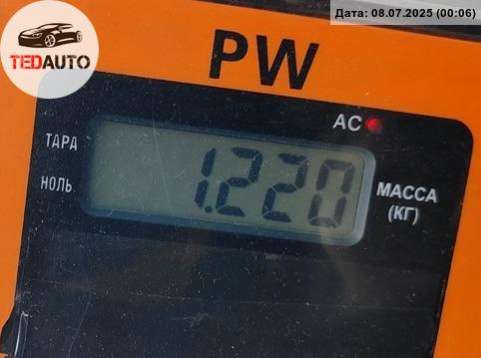 Дата: 08.07.2025 (00:06)
TEDAUTO
PW
AC
ТАРА
НОЛЬ
1.220
МАССА
(КГ)